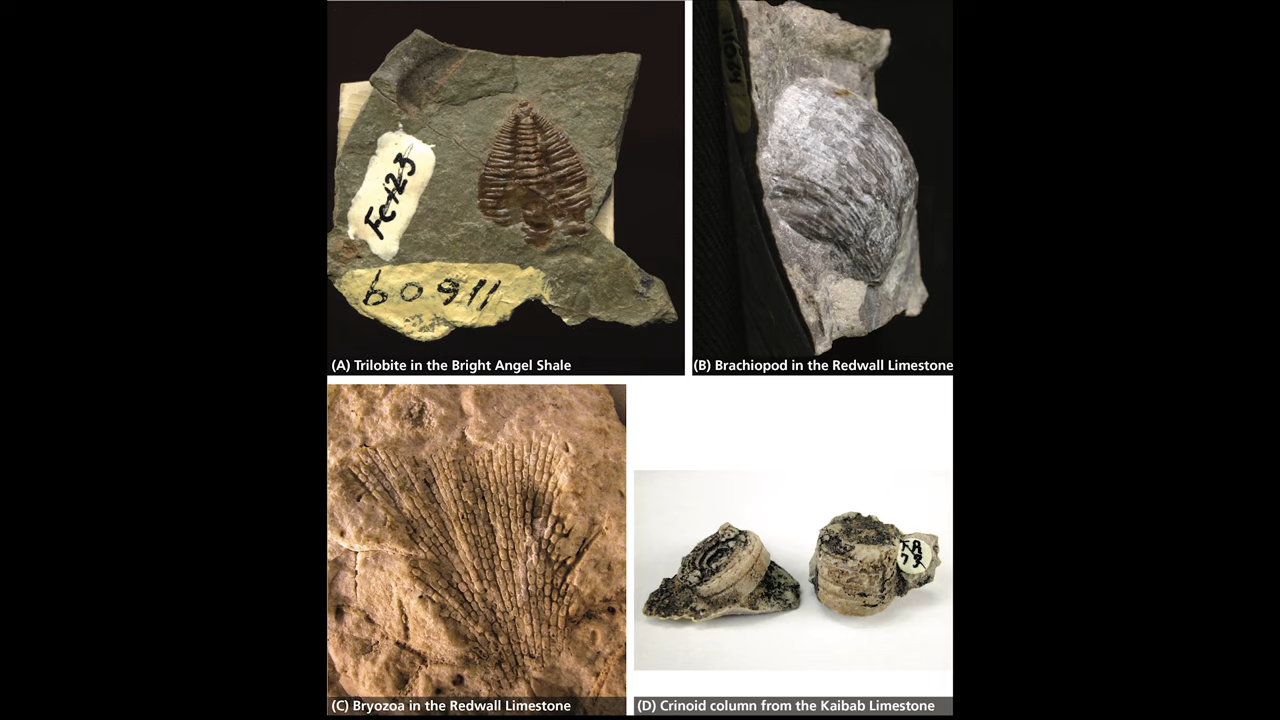 Fc423
60911
(A) Trilobite in the Bright Angel Shale
(B) Brachiopod in the Redwall Limestone
(C) Bryozoa in the Redwall Limestone
(D) Crinoid column from the Kaibab Limestone